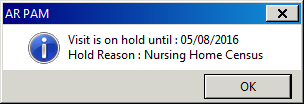 AR PAM
Visit is on hold until : 05/08/2016
Hold Reason : Nursing Home Census
OK